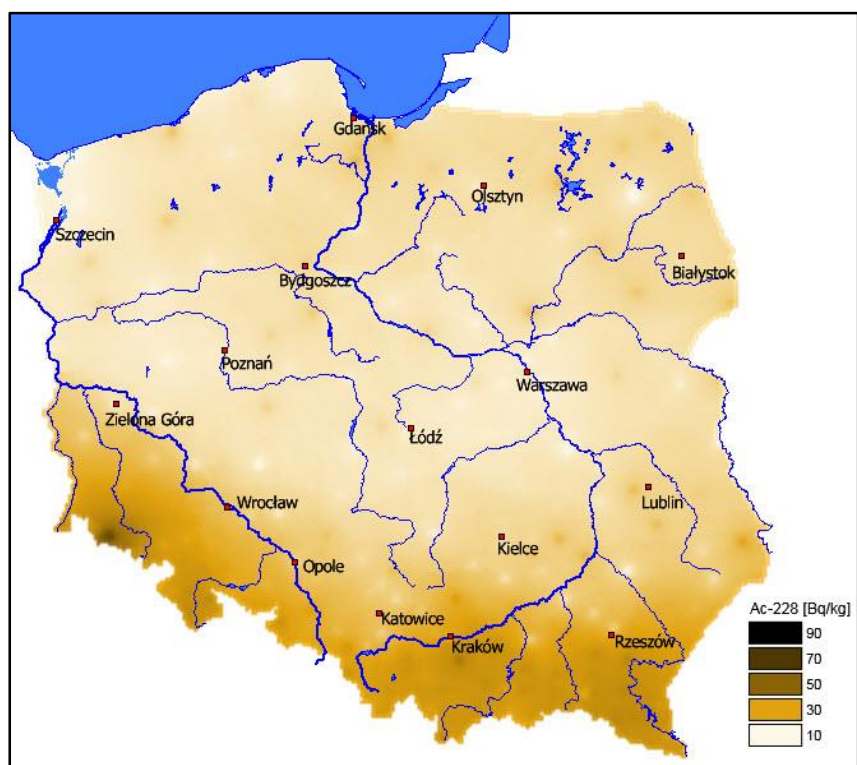 Gdańsk
Olsztyn
Szczecin
Białystok
Bydgoszcz
Poznań
Warszawa
Zielona Góra
Łódź
Wrocław
Lublin
Kielce
Opole
Katowice
Kraków
Rzeszów
Ac-228 [Bq/kg]
90
70
50
30
10